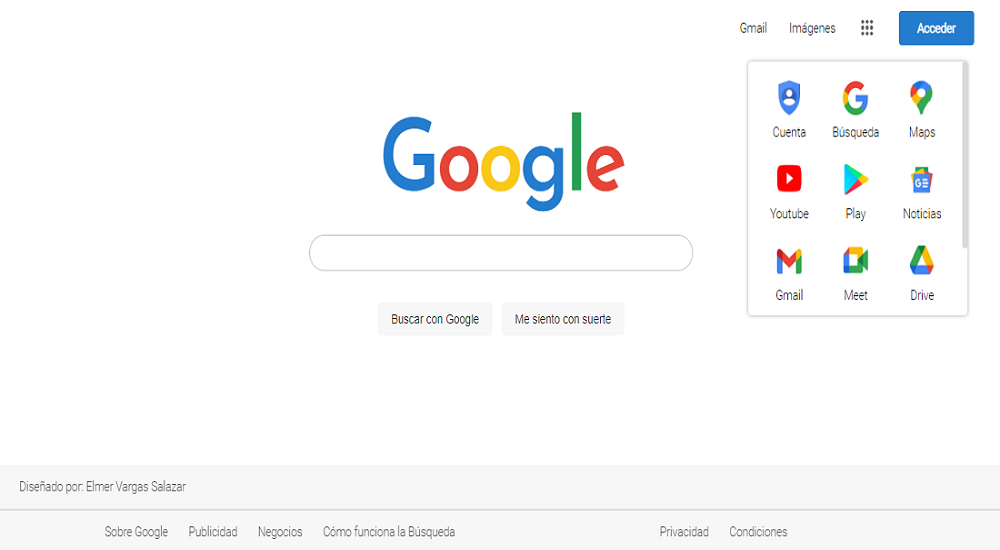 Gmail Imágenes Acceder
Cuenta Búsqueda Maps
Youtube Play Noticias
Gmail Meet Drive
Google
Buscar con Google Me siento con suerte
Diseñado por: Elmer Vargas Salazar
Sobre Google Publicidad Negocios Cómo funciona la Búsqueda Privacidad Condiciones